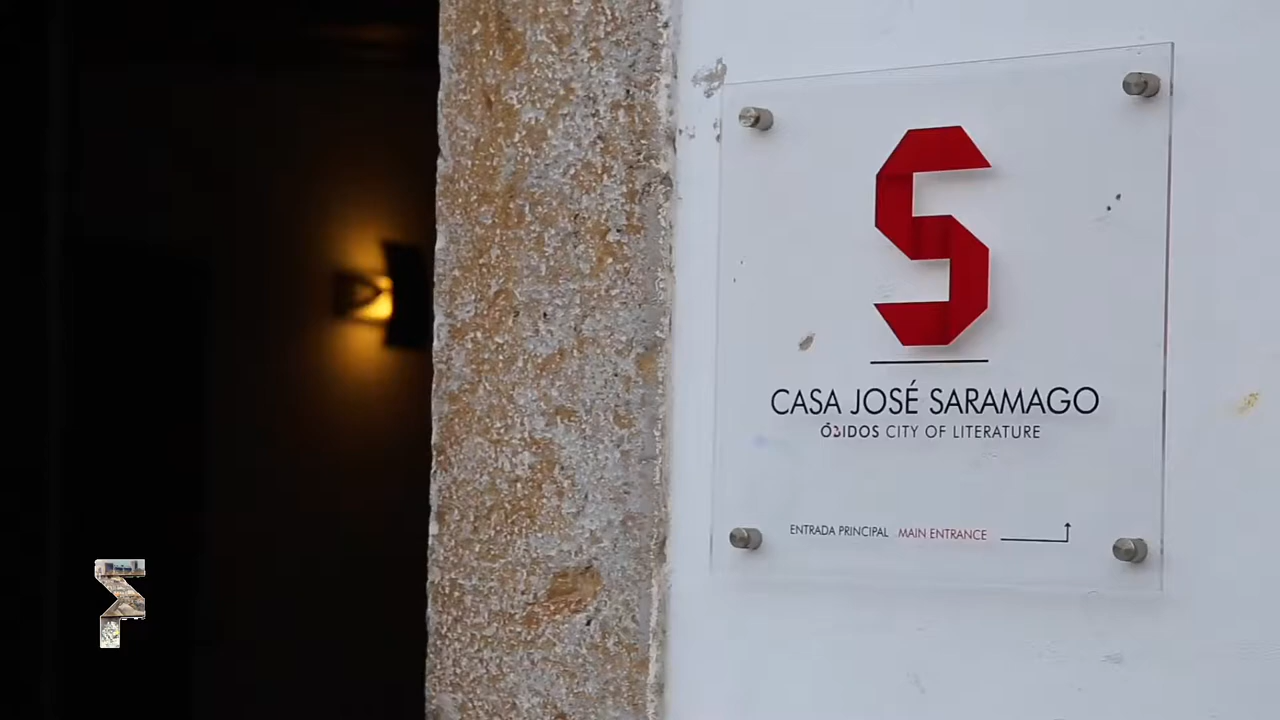 S
CASA JOSÉ SARAMAGO
ÓBIDOS CITY OF LITERATURE
ENTRADA PRINCIPAL MAIN ENTRANCE